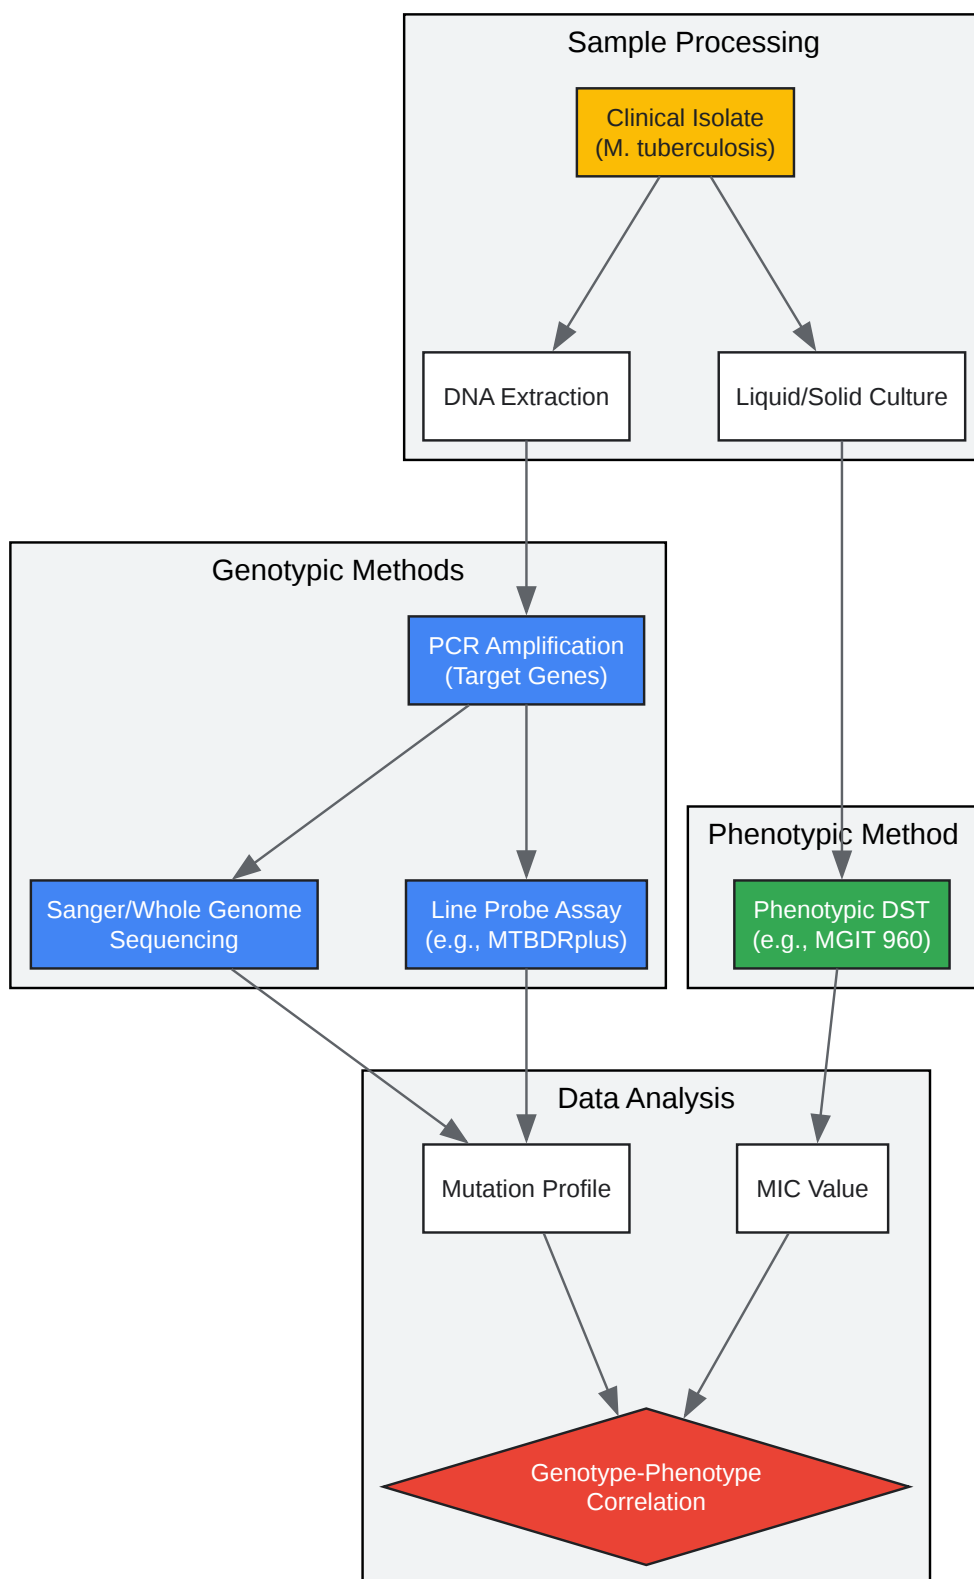 Sample Processing
Clinical Isolate
(M. tuberculosis)
DNA Extraction
Liquid/Solid Culture
Genotypic Methods
PCR Amplification
(Target Genes)
Phenotypic Method
Sanger/Whole Genome
Sequencing
Line Probe Assay
(e.g., MTBDRplus)
Phenotypic DST
(e.g., MGIT 960)
Data Analysis
Mutation Profile
MIC Value
Genotype-Phenotype
Correlation